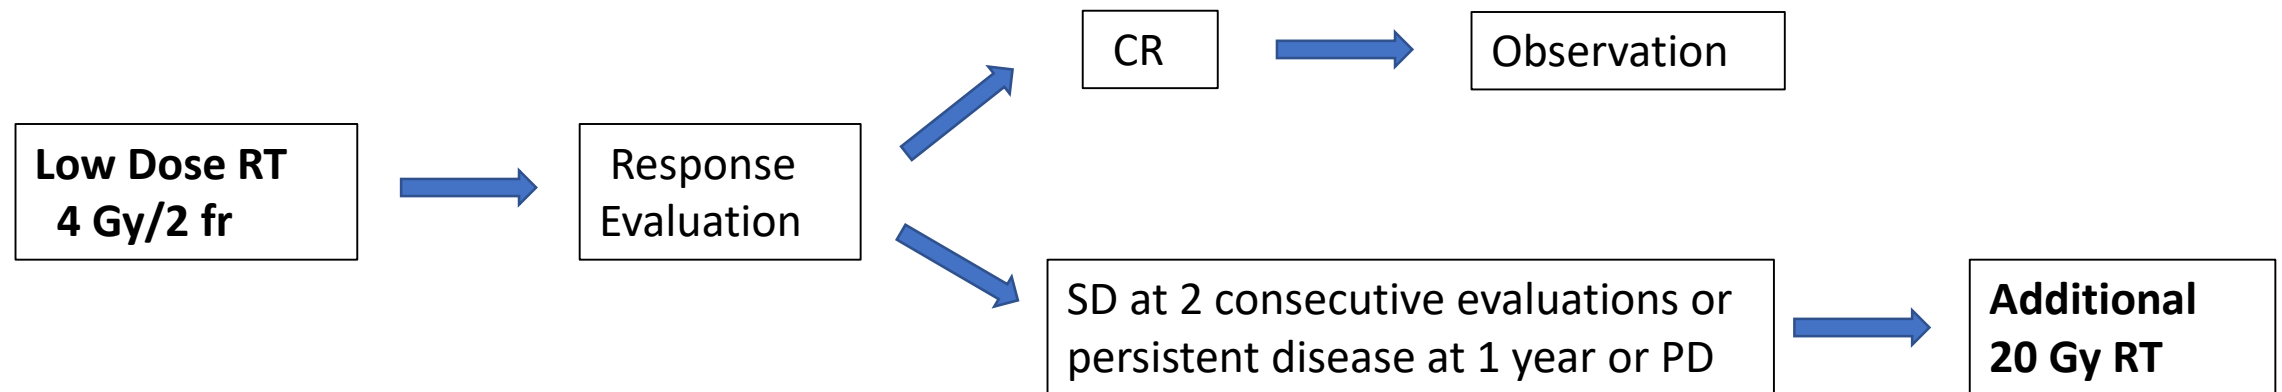 Low Dose RT
4 Gy/2 fr
Response
Evaluation
CR
Observation
SD at 2 consecutive evaluations or
persistent disease at 1 year or PD
Additional
20 Gy RT